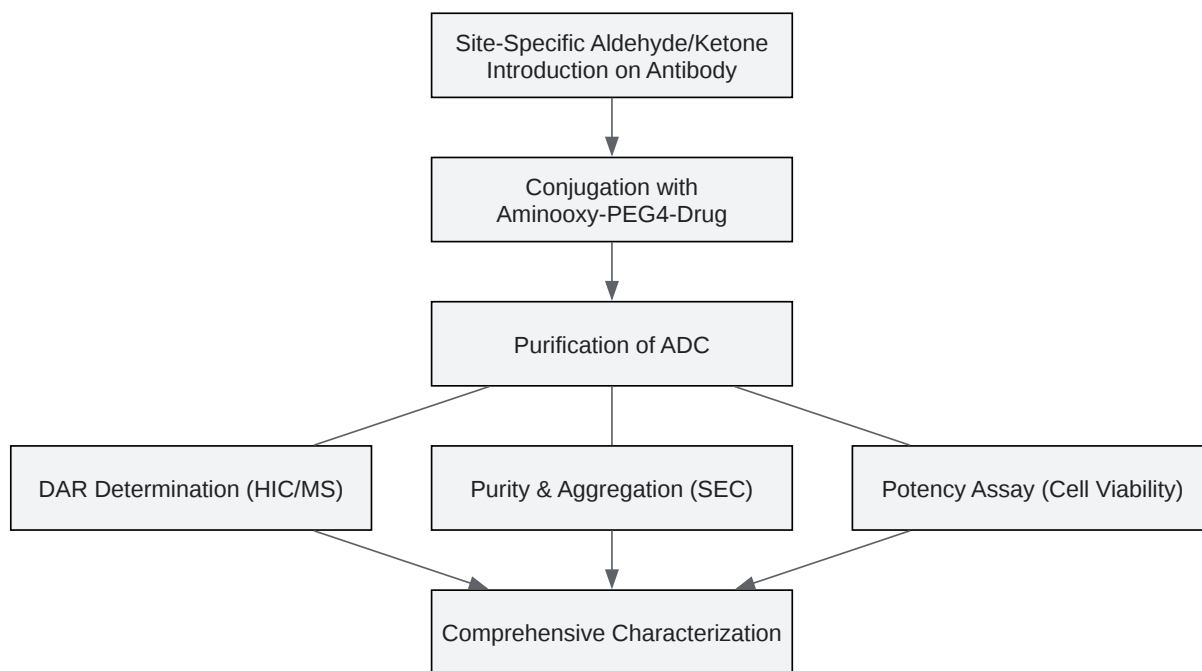 Site-Specific Aldehyde/Ketone
Introduction on Antibody
Conjugation with
Aminooxy-PEG4-Drug
Purification of ADC
DAR Determination (HIC/MS)
Purity & Aggregation (SEC)
Potency Assay (Cell Viability)
Comprehensive Characterization